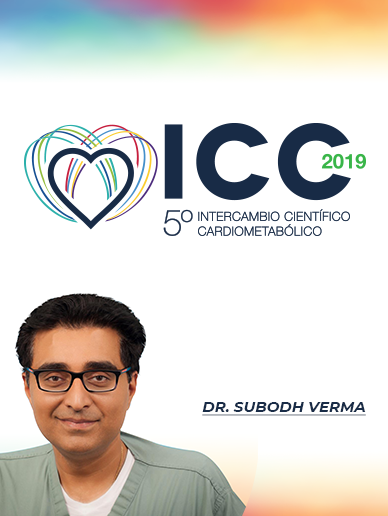 ICC
2019
5º INTERCAMBIO CIENTÍFICO
CARDIOMETABÓLICO
DR. SUBODH VERMA